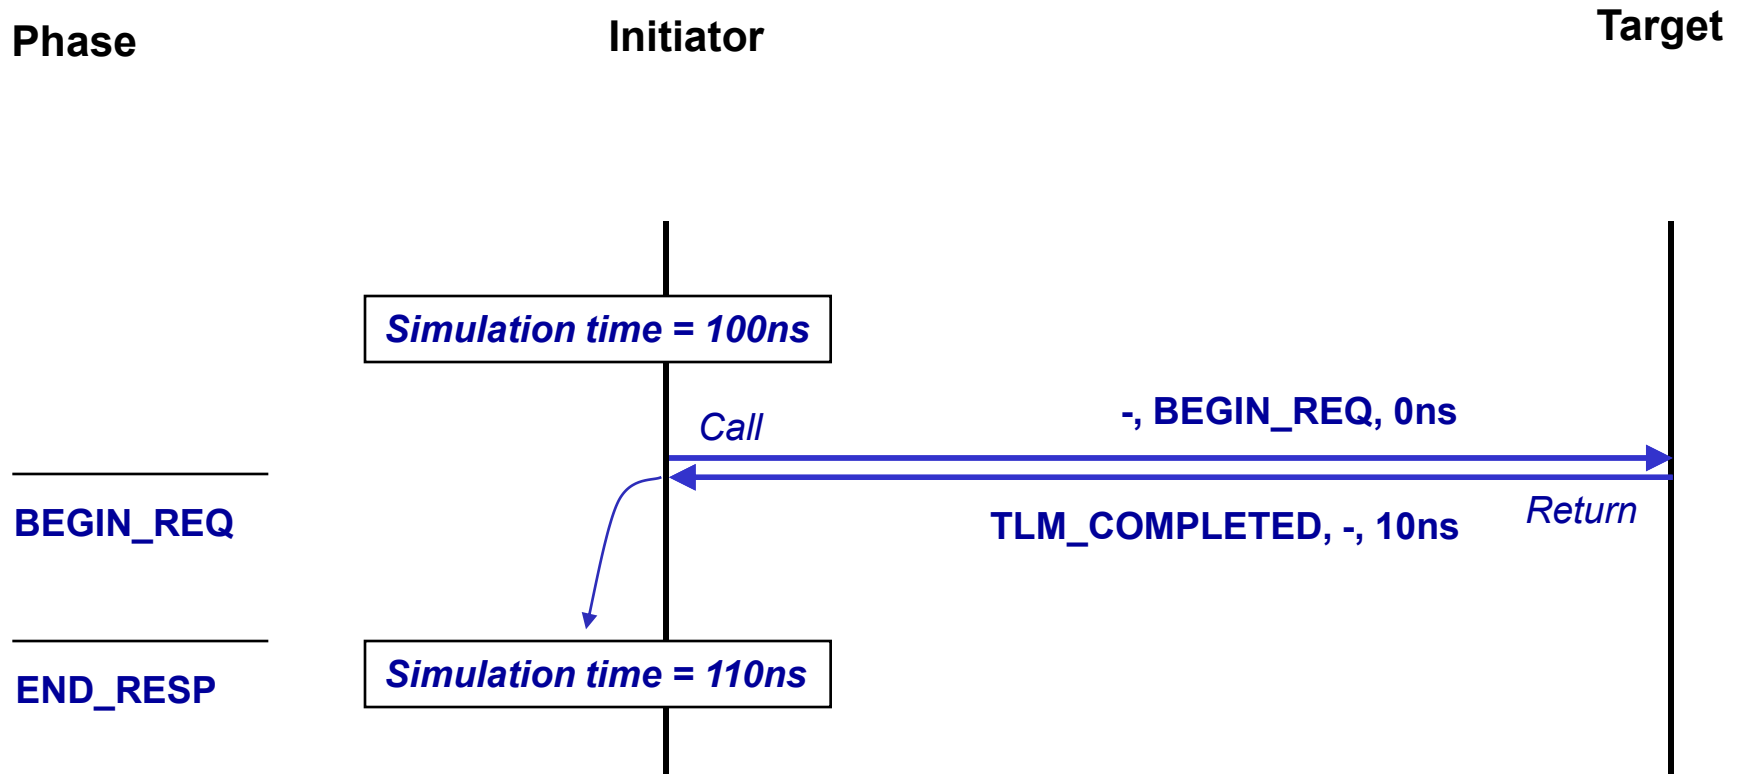 Phase
Initiator
Target
Simulation time = 100ns
Call
-, BEGIN_REQ, 0ns
BEGIN_REQ
TLM_COMPLETED, -, 10ns
Return
END_RESP
Simulation time = 110ns